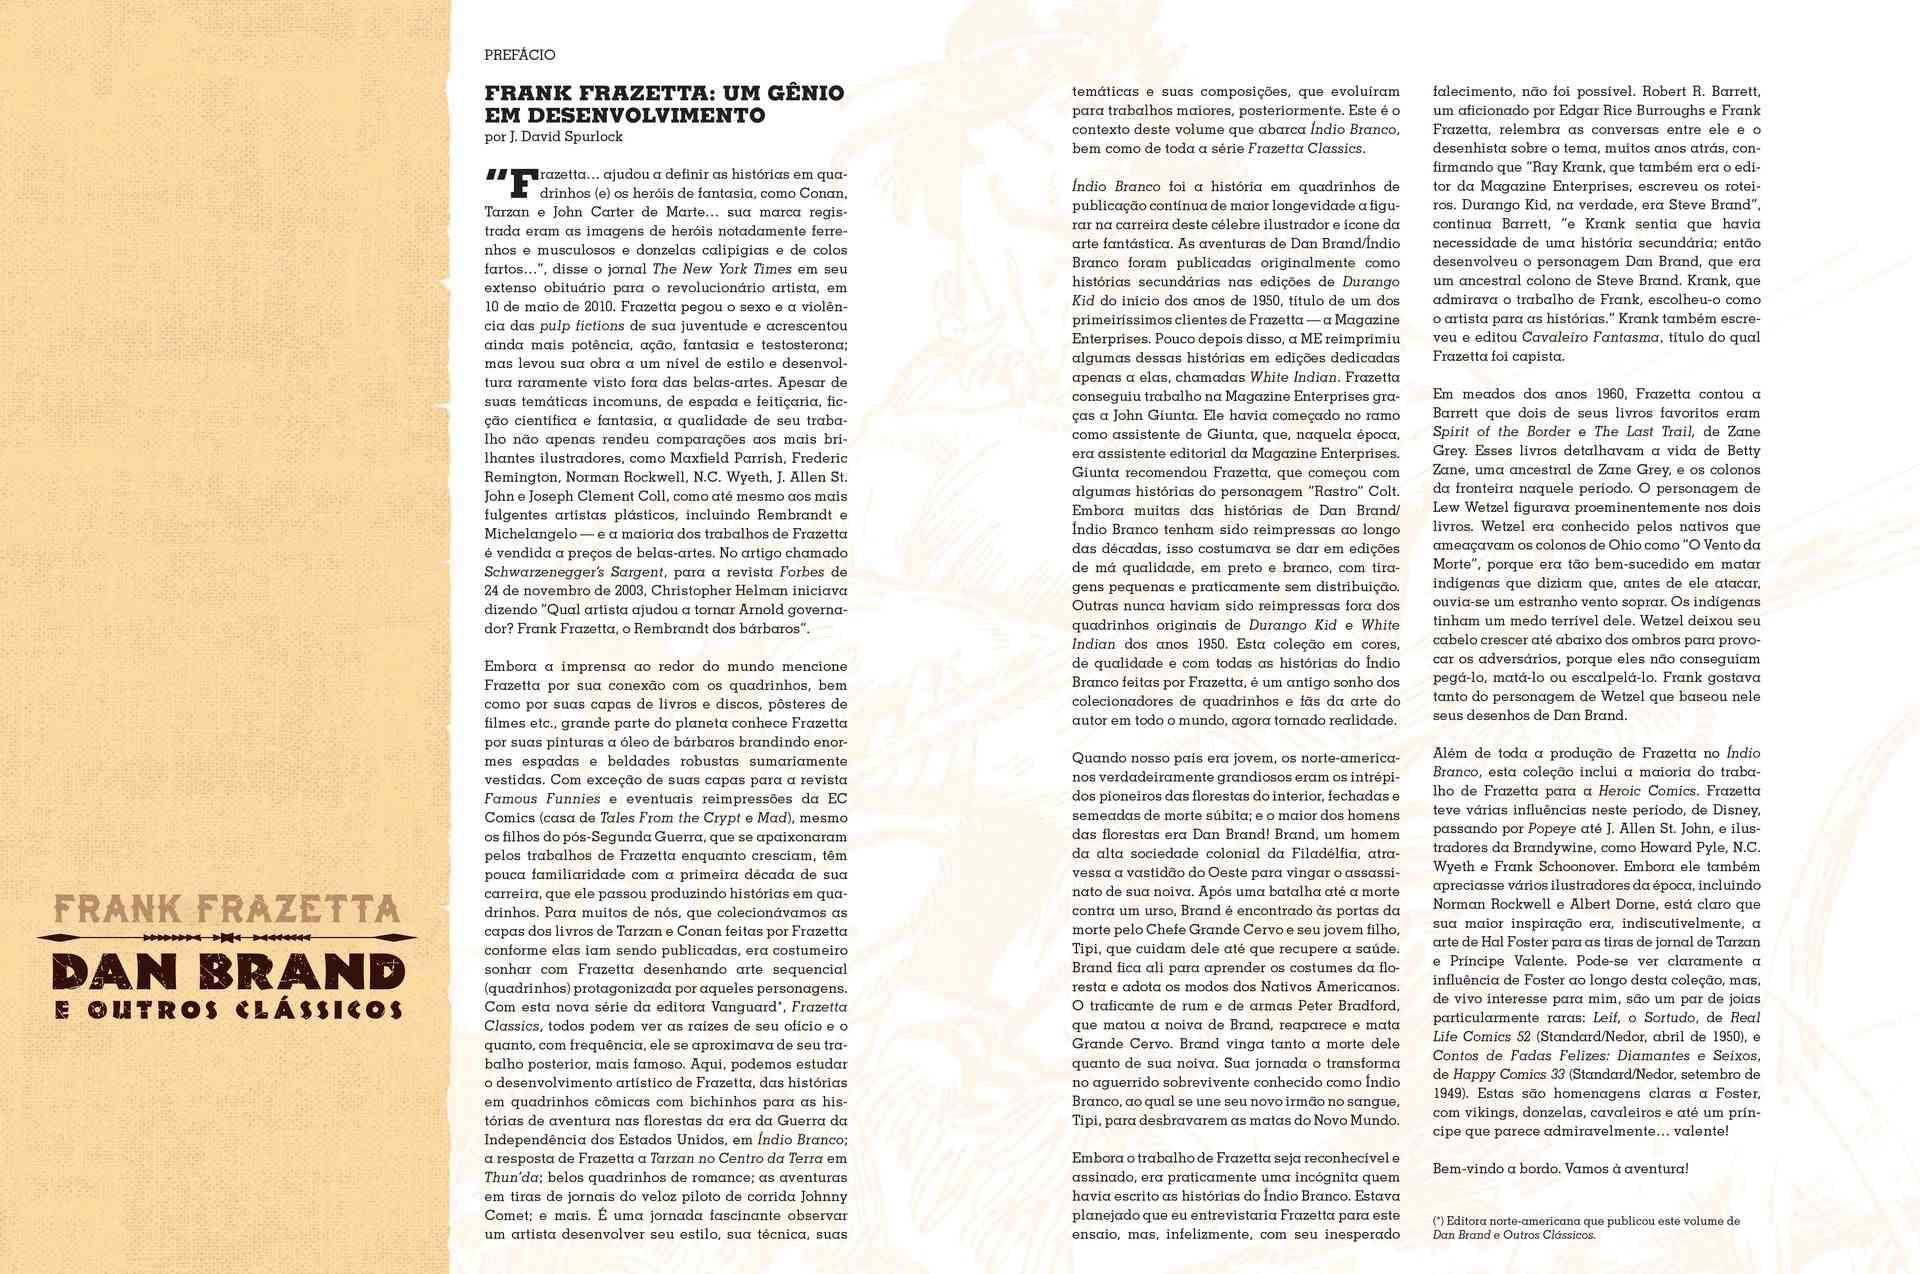 FRANK FRAZETTA
DAN BRAND
E OUTROS CLÁSSICOS
PREFÁCIO
FRANK FRAZETTA: UM GÊNIO
EM DESENVOLVIMENTO
por J. David Spurlock
“Frazetta... ajudou a definir as histórias em qua-
drinhos (e) os heróis de fantasia, como Conan,
Tarzan e John Carter de Marte... sua marca regis-
trada eram as imagens de heróis notadamente ferre-
nhos e musculosos e donzelas calipígias e de colos
fartos...”, disse o jornal The New York Times em seu
extenso obituário para o revolucionário artista, em
10 de maio de 2010. Frazetta pegou o sexo e a violên-
cia das pulp fictions de sua juventude e acrescentou
ainda mais potência, ação, fantasia e testosterona;
mas levou sua obra a um nível de estilo e desenvol-
tura raramente visto fora das belas-artes. Apesar de
suas temáticas incomuns, de espada e feitiçaria, fic-
ção científica e fantasia, a qualidade de seu traba-
lho não apenas rendeu comparações aos mais bri-
lhantes ilustradores, como Maxfield Parrish, Frederic
Remington, Norman Rockwell, N.C. Wyeth, J. Allen St.
John e Joseph Clement Coll, como até mesmo aos mais
fulgentes artistas plásticos, incluindo Rembrandt e
Michelangelo — e a maioria dos trabalhos de Frazetta
é vendida a preços de belas-artes. No artigo chamado
Schwarzenegger’s Sargent, para a revista Forbes de
24 de novembro de 2003, Christopher Helman iniciava
dizendo “Qual artista ajudou a tornar Arnold governa-
dor? Frank Frazetta, o Rembrandt dos bárbaros”.
Embora a imprensa ao redor do mundo mencione
Frazetta por sua conexão com os quadrinhos, bem
como por suas capas de livros e discos, pôsteres de
filmes etc., grande parte do planeta conhece Frazetta
por suas pinturas a óleo de bárbaros brandindo enor-
mes espadas e beldades robustas sumariamente
vestidas. Com exceção de suas capas para a revista
Famous Funnies e eventuais reimpressões da EC
Comics (casa de Tales From the Crypt e Mad), mesmo
os filhos do pós-Segunda Guerra, que se apaixonaram
pelos trabalhos de Frazetta enquanto cresciam, têm
pouca familiaridade com a primeira década de sua
carreira, que ele passou produzindo histórias em qua-
drinhos. Para muitos de nós, que colecionávamos as
capas dos livros de Tarzan e Conan feitas por Frazetta
conforme elas iam sendo publicadas, era costumeiro
sonhar com Frazetta desenhando arte sequencial
(quadrinhos) protagonizada por aqueles personagens.
Com esta nova série da editora Vanguard*, Frazetta
Classics, todos podem ver as raízes de seu ofício e o
quanto, com frequência, ele se aproximava de seu tra-
balho posterior, mais famoso. Aqui, podemos estudar
o desenvolvimento artístico de Frazetta, das histórias
em quadrinhos cômicas com bichinhos para as his-
tórias de aventura nas florestas da era da Guerra da
Independência dos Estados Unidos, em Índio Branco;
a resposta de Frazetta a Tarzan no Centro da Terra em
Thun’da; belos quadrinhos de romance; as aventuras
em tiras de jornais do veloz piloto de corrida Johnny
Comet; e mais. É uma jornada fascinante observar
um artista desenvolver seu estilo, sua técnica, suas
temáticas e suas composições, que evoluíram
para trabalhos maiores, posteriormente. Este é o
contexto deste volume que abarca Índio Branco,
bem como de toda a série Frazetta Classics.
Índio Branco foi a história em quadrinhos de
publicação contínua de maior longevidade a figu-
rar na carreira deste célebre ilustrador e ícone da
arte fantástica. As aventuras de Dan Brand/Índio
Branco foram publicadas originalmente como
histórias secundárias nas edições de Durango
Kid do início dos anos de 1950, título de um dos
primeiríssimos clientes de Frazetta — a Magazine
Enterprises. Pouco depois disso, a ME reimprimiu
algumas dessas histórias em edições dedicadas
apenas a elas, chamadas White Indian. Frazetta
conseguiu trabalho na Magazine Enterprises gra-
ças a John Giunta. Ele havia começado no ramo
como assistente de Giunta, que, naquela época,
era assistente editorial da Magazine Enterprises.
Giunta recomendou Frazetta, que começou com
algumas histórias do personagem “Rastro” Colt.
Embora muitas das histórias de Dan Brand/
Índio Branco tenham sido reimpressas ao longo
das décadas, isso costumava se dar em edições
de má qualidade, em preto e branco, com tira-
gens pequenas e praticamente sem distribuição.
Outras nunca haviam sido reimpressas fora dos
quadrinhos originais de Durango Kid e White
Indian dos anos 1950. Esta coleção em cores,
de qualidade e com todas as histórias do Índio
Branco feitas por Frazetta, é um antigo sonho dos
colecionadores de quadrinhos e fãs da arte do
autor em todo o mundo, agora tornado realidade.
Quando nosso país era jovem, os norte-america-
nos verdadeiramente grandiosos eram os intrépi-
dos pioneiros das florestas do interior, fechadas e
semeadas de morte súbita; e o maior dos homens
das florestas era Dan Brand! Brand, um homem
da alta sociedade colonial da Filadélfia, atra-
vessa a vastidão do Oeste para vingar o assassi-
nato de sua noiva. Após uma batalha até a morte
contra um urso, Brand é encontrado às portas da
morte pelo Chefe Grande Cervo e seu jovem filho,
Tipi, que cuidam dele até que recupere a saúde.
Brand fica ali para aprender os costumes da flo-
resta e adota os modos dos Nativos Americanos.
O traficante de rum e de armas Peter Bradford,
que matou a noiva de Brand, reaparece e mata
Grande Cervo. Brand vinga tanto a morte dele
quanto de sua noiva. Sua jornada o transforma
no aguerrido sobrevivente conhecido como Índio
Branco, ao qual se une seu novo irmão no sangue,
Tipi, para desbravarem as matas do Novo Mundo.
Embora o trabalho de Frazetta seja reconhecível e
assinado, era praticamente uma incógnita quem
havia escrito as histórias do Índio Branco. Estava
planejado que eu entrevistaria Frazetta para este
ensaio, mas, infelizmente, com seu inesperado
falecimento, não foi possível. Robert R. Barrett,
um aficionado por Edgar Rice Burroughs e Frank
Frazetta, relembra as conversas entre ele e o
desenhista sobre o tema, muitos anos atrás, con-
firmando que “Ray Krank, que também era o edi-
tor da Magazine Enterprises, escreveu os rotei-
ros. Durango Kid, na verdade, era Steve Brand”,
continua Barrett, “e Krank sentia que havia
necessidade de uma história secundária; então
desenvolveu o personagem Dan Brand, que era
um ancestral colono de Steve Brand. Krank, que
admirava o trabalho de Frank, escolheu-o como
o artista para as histórias.” Krank também escre-
veu e editou Cavaleiro Fantasma, título do qual
Frazetta foi capista.
Em meados dos anos 1960, Frazetta contou a
Barrett que dois de seus livros favoritos eram
Spirit of the Border e The Last Trail, de Zane
Grey. Esses livros detalhavam a vida de Betty
Zane, uma ancestral de Zane Grey, e os colonos
da fronteira naquele período. O personagem de
Lew Wetzel figurava proeminentemente nos dois
livros. Wetzel era conhecido pelos nativos que
ameaçavam os colonos de Ohio como “O Vento da
Morte”, porque era tão bem-sucedido em matar
indígenas que diziam que, antes de ele atacar,
ouvia-se um estranho vento soprar. Os indígenas
tinham um medo terrível dele. Wetzel deixou seu
cabelo crescer até abaixo dos ombros para provo-
car os adversários, porque eles não conseguiam
pegá-lo, matá-lo ou escalpelá-lo. Frank gostava
tanto do personagem de Wetzel que baseou nele
seus desenhos de Dan Brand.
Além de toda a produção de Frazetta no Índio
Branco, esta coleção inclui a maioria do traba-
lho de Frazetta para a Heroic Comics. Frazetta
teve várias influências neste período, de Disney,
passando por Popeye até J. Allen St. John, e ilus-
tradores da Brandywine, como Howard Pyle, N.C.
Wyeth e Frank Schoonover. Embora ele também
apreciasse vários ilustradores da época, incluindo
Norman Rockwell e Albert Dorne, está claro que
sua maior inspiração era, indiscutivelmente, a
arte de Hal Foster para as tiras de jornal de Tarzan
e Príncipe Valente. Pode-se ver claramente a
influência de Foster ao longo desta coleção, mas,
de vivo interesse para mim, são um par de joias
particularmente raras: Leif, o Sortudo, de Real
Life Comics 52 (Standard/Nedor, abril de 1950), e
Contos de Fadas Felizes: Diamantes e Seixos,
de Happy Comics 33 (Standard/Nedor, setembro de
1949). Estas são homenagens claras a Foster,
com vikings, donzelas, cavaleiros e até um prín-
cipe que parece admiravelmente... valente!
Bem-vindo a bordo. Vamos à aventura!
(*) Editora norte-americana que publicou este volume de
Dan Brand e Outros Clássicos.